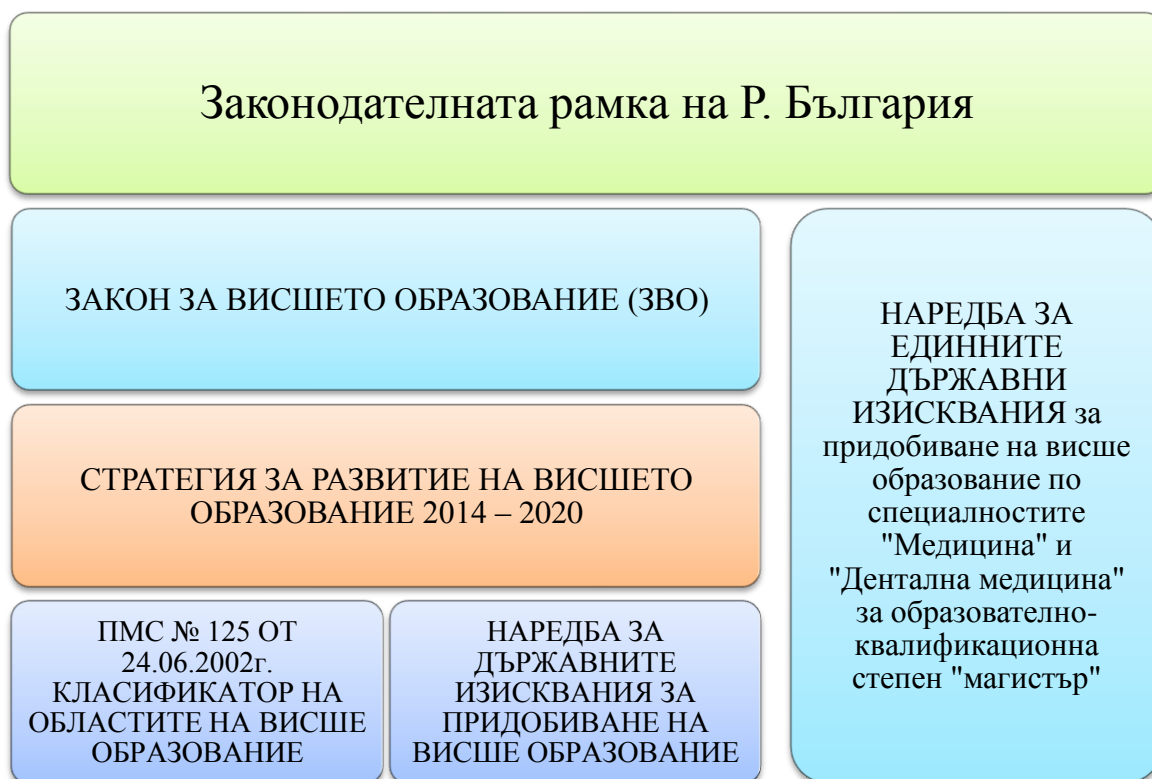 Законодателната рамка на Р. България
ЗАКОН ЗА ВИСШЕТО ОБРАЗОВАНИЕ (ЗВО)
СТРАТЕГИЯ ЗА РАЗВИТИЕ НА ВИСШЕТО
ОБРАЗОВАНИЕ 2014 – 2020
ПМС № 125 ОТ
24.06.2002г.
КЛАСИФИКАТОР НА
ОБЛАСТИТЕ НА ВИСШЕ
ОБРАЗОВАНИЕ
НАРЕДБА ЗА
ДЪРЖАВНИТЕ
ИЗИСКВАНИЯ ЗА
ПРИДОБИВАНЕ НА
ВИСШЕ ОБРАЗОВАНИЕ
НАРЕДБА ЗА
ЕДИННИТЕ
ДЪРЖАВНИ
ИЗИСКВАНИЯ за
придобиване на висше
образование по
специалностите
"Медицина" и
"Дентална медицина"
за образователно-
квалификационна
степен "магистър"